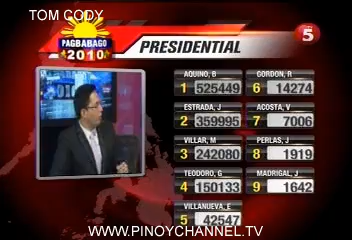 TOM CODY
PAGBABAGO
2010
PRESIDENTIAL
5
AQUINO, B
1 525449
ESTRADA, J
2 359995
VILLAR, M
3 242080
TEODORO, G
4 150133
VILLANUEVA, E
5 42547
GORDON, R
6 14274
ACOSTA, V
7 7006
PERLAS, J
8 1919
MADRIGAL, J
9 1642
WWW.PINOYCHANNEL.TV